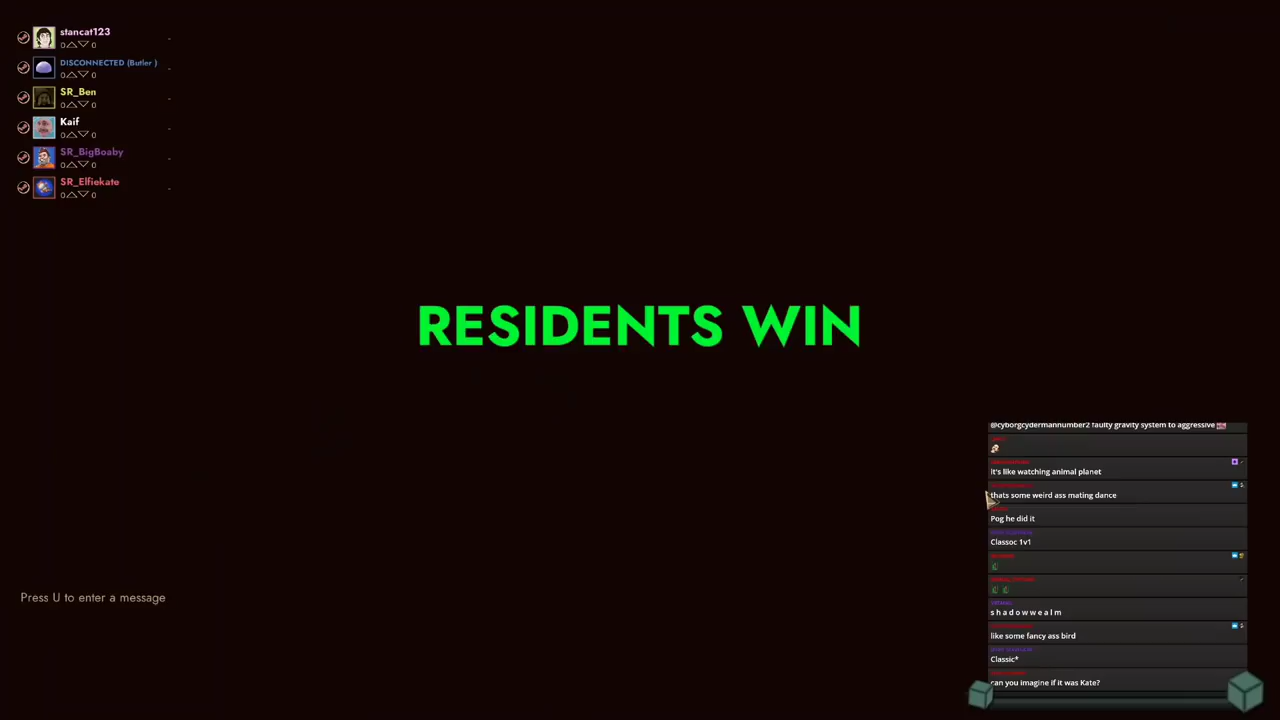 stancat123
0 0
-
DISCONNECTED (Butler )
0 0
-
SR_Ben
0 0
-
Kaif
0 0
-
SR_BigBoaby
0 0
-
SR_Elfiekate
0 0
-
RESIDENTS WIN
@cyborgcydermannumber2 faulty gravity system to aggressive
it's like watching animal planet
thats some weird ass mating dance
Pog he did it
Classoc 1v1
s h a d o w w e a l m
like some fancy ass bird
Classic*
can you imagine if it was Kate?
Press U to enter a message